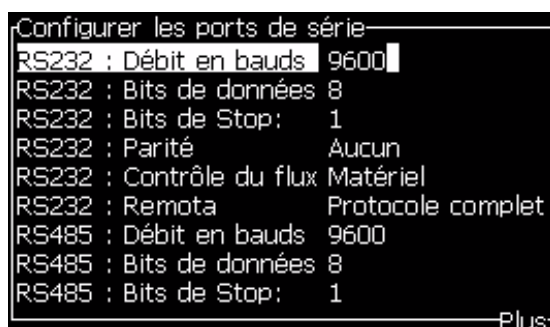 Configurer les ports de série
RS232 : Débit en bauds 9600
RS232 : Bits de données 8
RS232 : Bits de Stop: 1
RS232 : Parité Aucun
RS232 : Contrôle du flux Matériel
RS232 : Remota Protocole complet
RS485 : Débit en bauds 9600
RS485 : Bits de données 8
RS485 : Bits de Stop: 1
Plus: